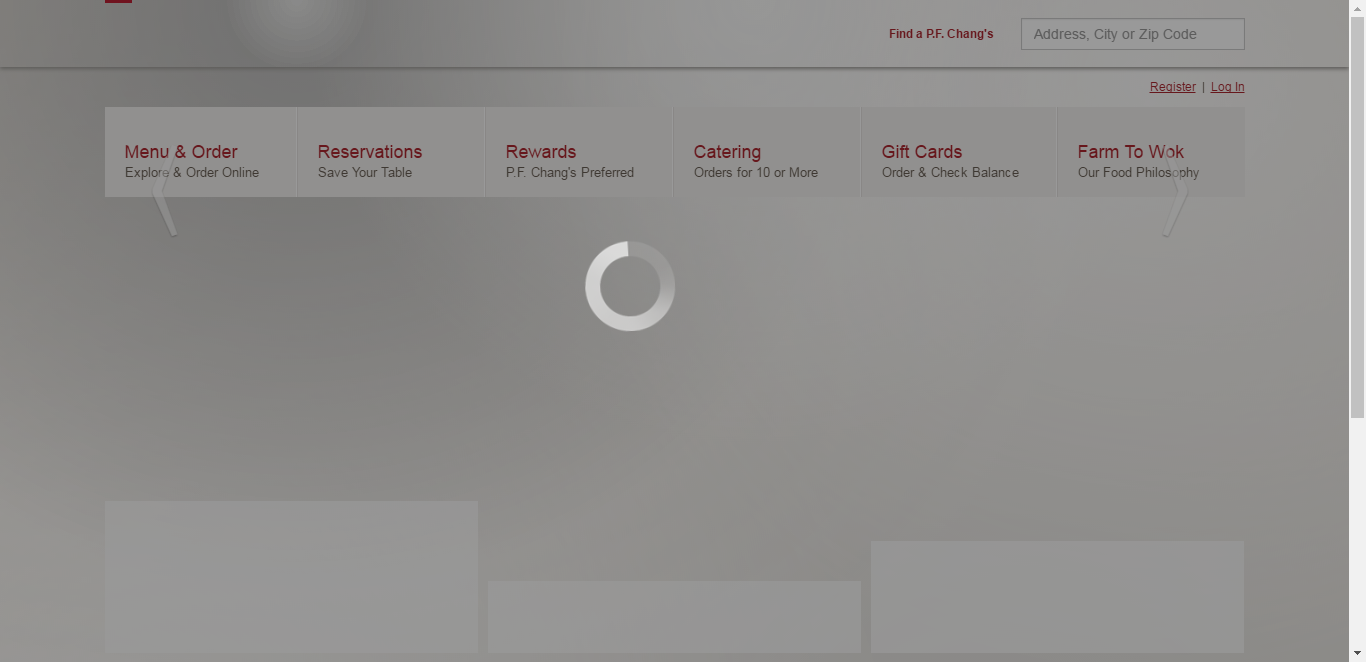 Find a P.F. Chang's
Address, City or Zip Code
Register | Log In
Menu & Order
Explore & Order Online
Reservations
Save Your Table
Rewards
P.F. Chang's Preferred
Catering
Orders for 10 or More
Gift Cards
Order & Check Balance
Farm To Wok
Our Food Philosophy